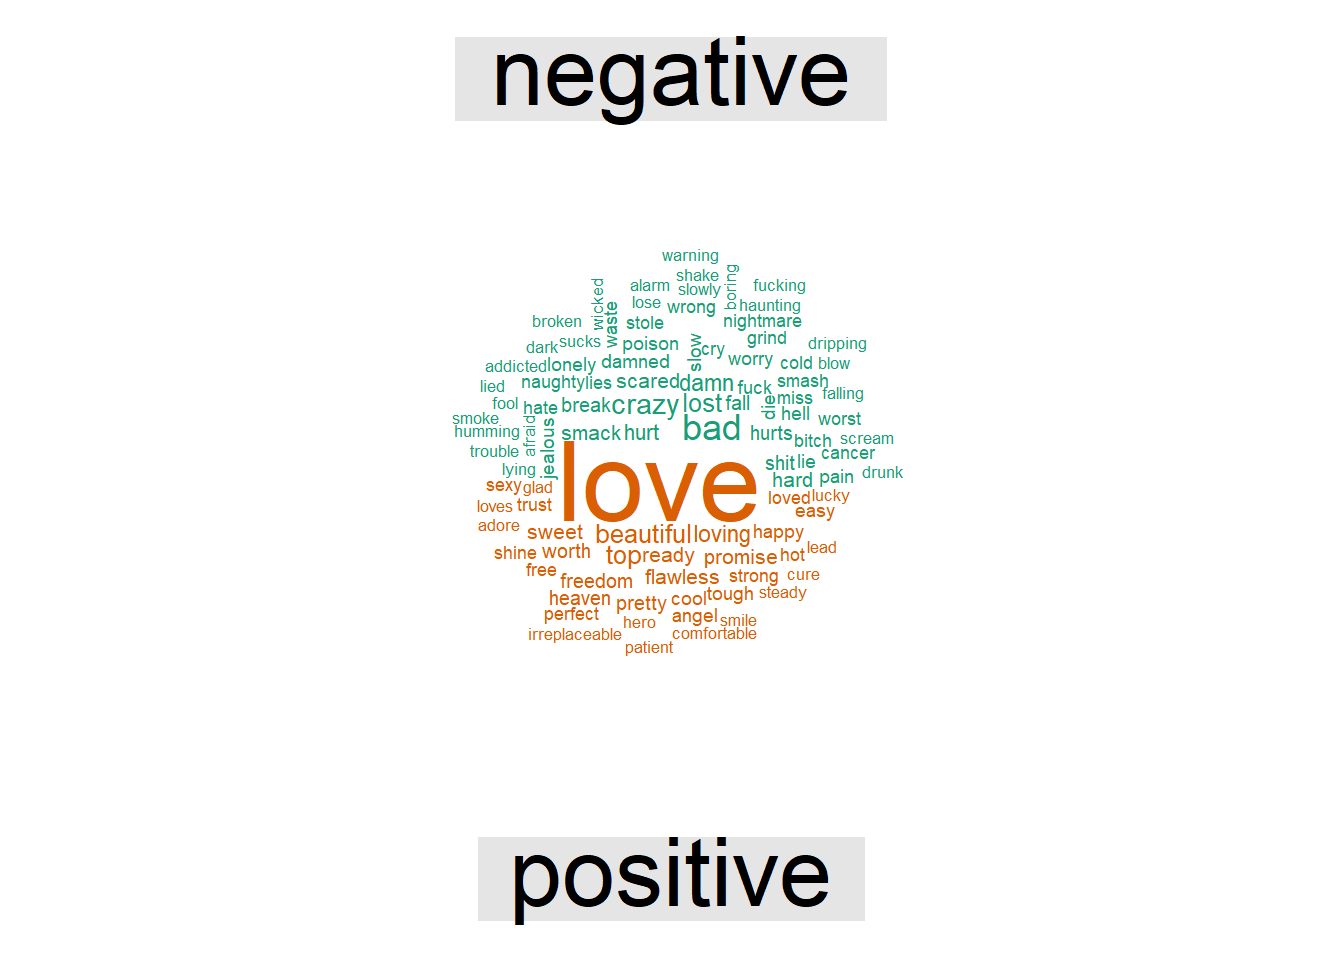 negative
warning
shake
alarm slowly boring fucking
wicked lose wrong haunting
broken waste stole nightmare
dark sucks poison slow cry grind dripping
addicted lonely damned worry cold blow
lied naughty lies scared damn fuck smash
fool hate break crazy lost fall die miss falling
smoke hell worst
humming afraid jealous smack hurt bad hurts bitch scream
trouble shit lie cancer
lying hard pain drunk
love
sexy glad loved lucky
loves trust easy
adore sweet beautiful loving happy
shine worth top ready promise hot lead
free freedom flawless strong cure
heaven pretty cool tough steady
perfect hero angel smile
irreplaceable comfortable
patient
positive